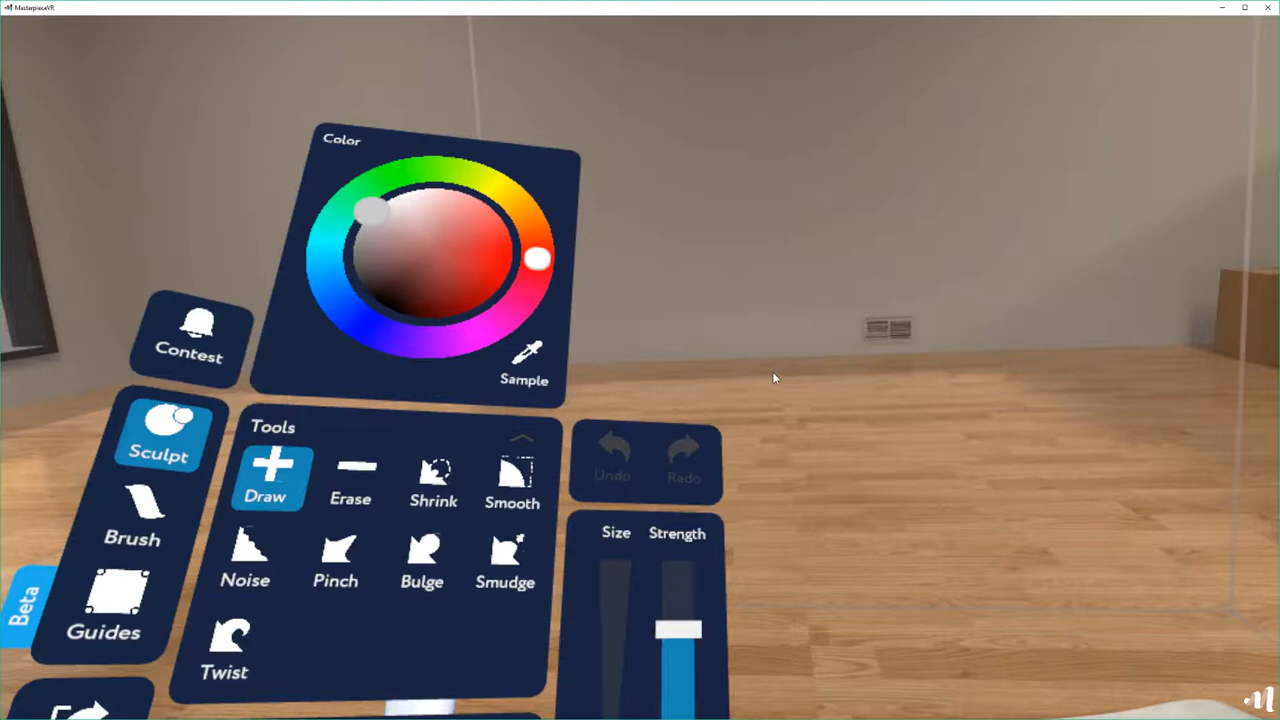 MasterpieceVR
Color
Sample
Contest
Sculpt
Brush
Guides
Beta
Tools
Draw
Erase
Shrink
Smooth
Noise
Pinch
Bulge
Smudge
Twist
Undo
Redo
Size
Strength